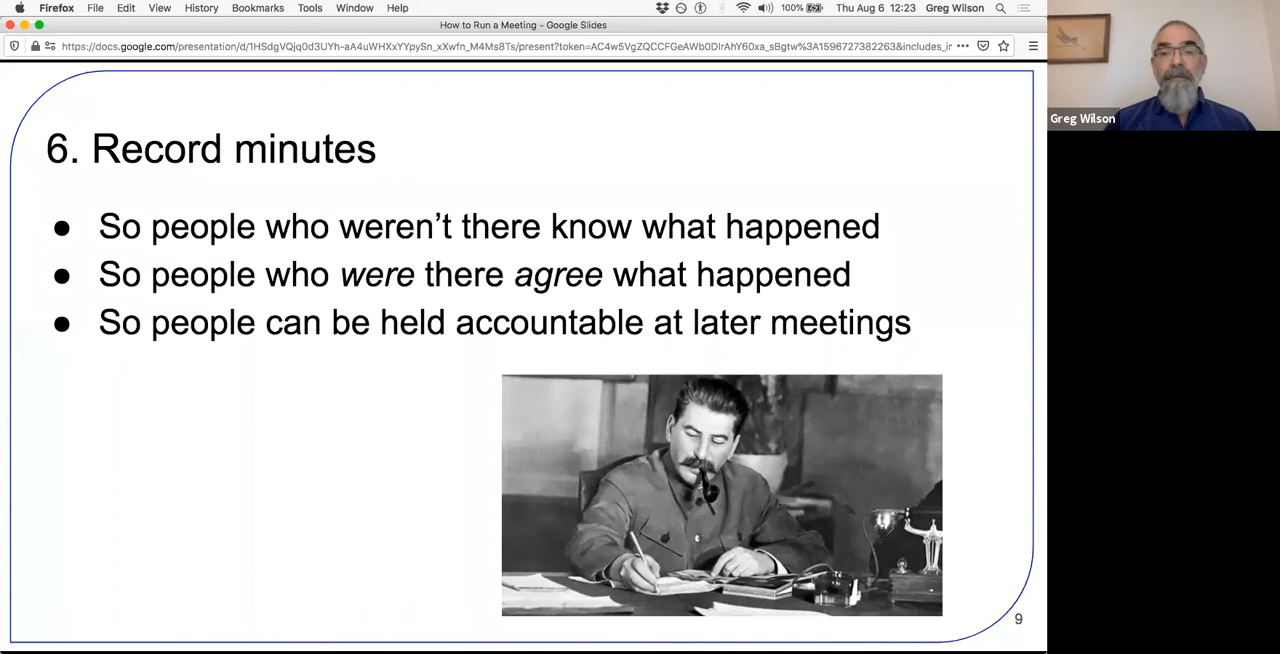 Firefox File Edit View History Bookmarks Tools Window Help 100% Thu Aug 6 12:23 Greg Wilson
How to Run a Meeting - Google Slides
https://docs.google.com/presentation/d/1HSdgVQjq0d3UYh-aA4uWHXxYYpySn_xXwfn_M4Ms8Ts/present?token=AC4w5VgZQCCFGeAWb0DIrAhY60xa_sBgtw%3A1596727382263&includes_ir
Greg Wilson
6. Record minutes
● So people who weren’t there know what happened
● So people who were there agree what happened
● So people can be held accountable at later meetings
9